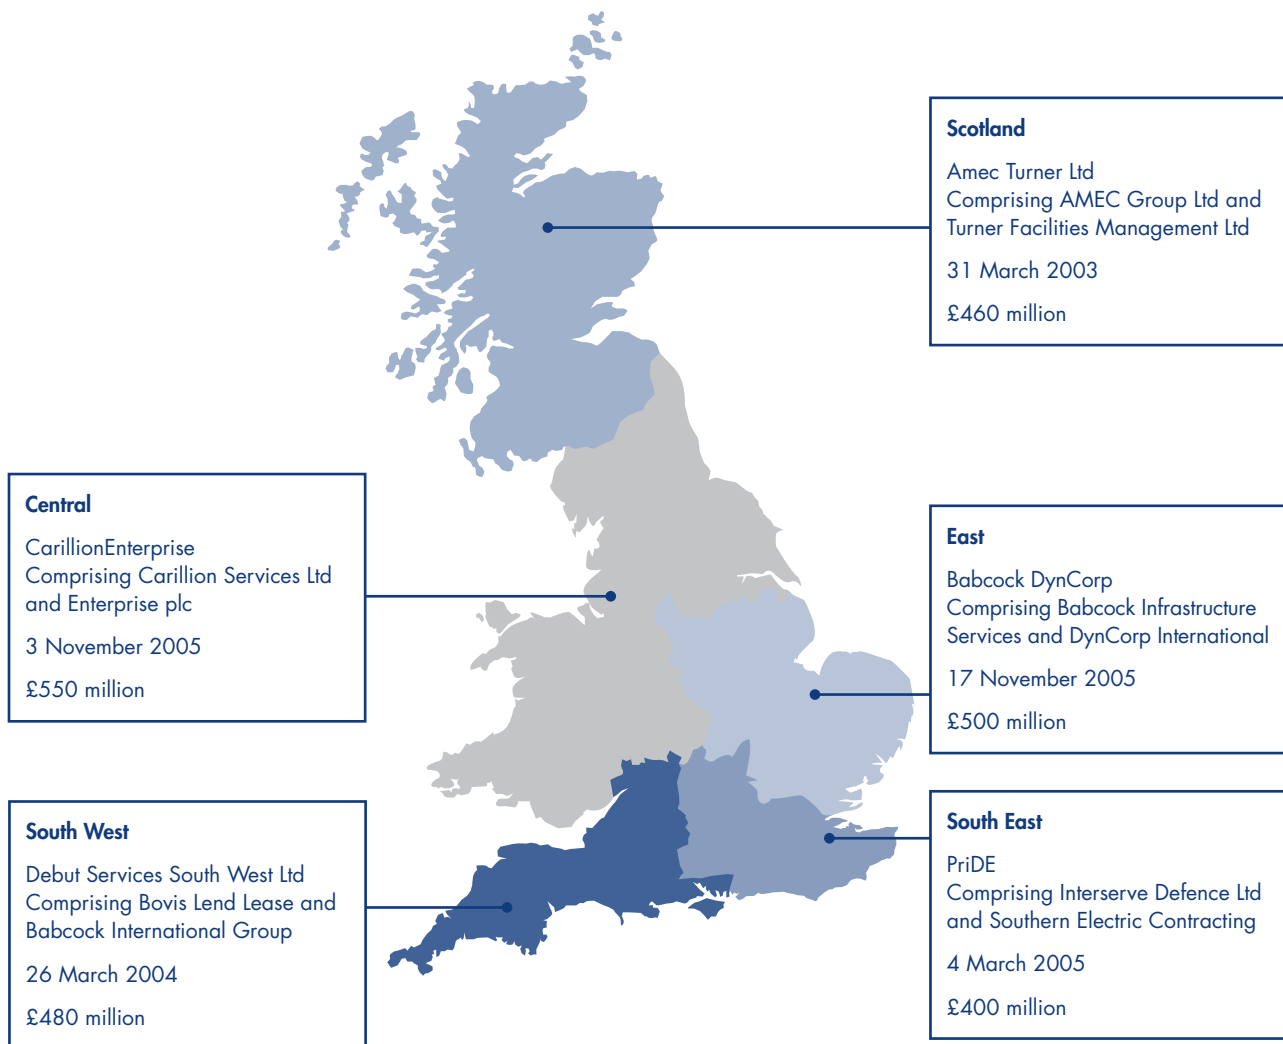 Scotland
Amec Turner Ltd
Comprising AMEC Group Ltd and
Turner Facilities Management Ltd
31 March 2003
£460 million
Central
CarillionEnterprise
Comprising Carillion Services Ltd
and Enterprise plc
3 November 2005
£550 million
East
Babcock DynCorp
Comprising Babcock Infrastructure
Services and DynCorp International
17 November 2005
£500 million
South West
Debut Services South West Ltd
Comprising Bovis Lend Lease and
Babcock International Group
26 March 2004
£480 million
South East
PriDE
Comprising Interserve Defence Ltd
and Southern Electric Contracting
4 March 2005
£400 million